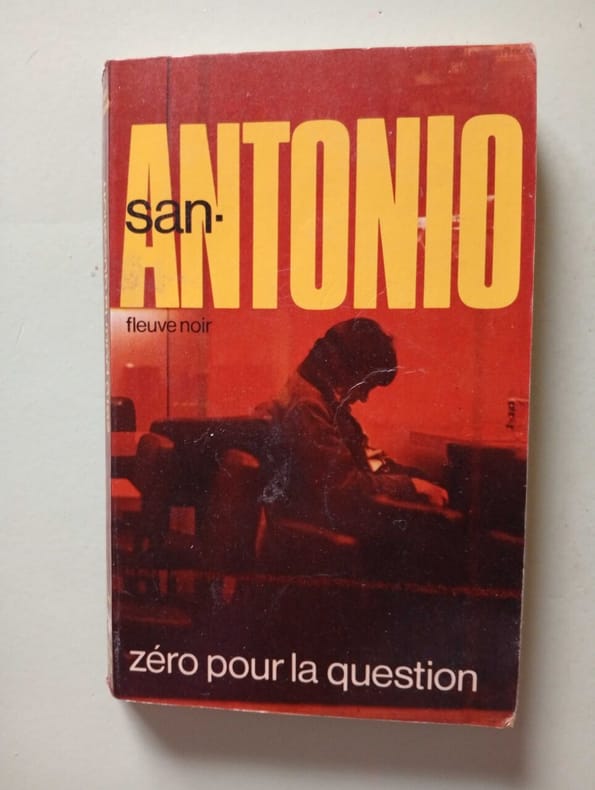 san-
ANTONIO
fleuve noir
zéro pour la question